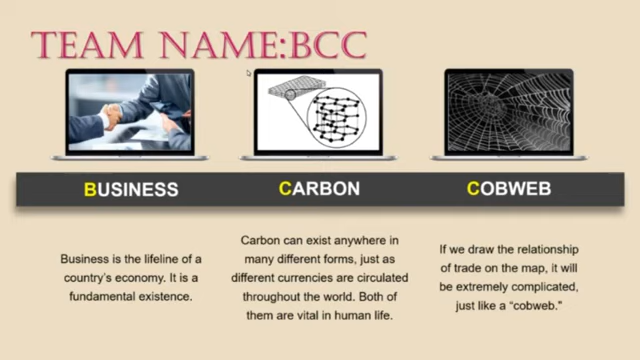 TEAM NAME:BCC
BUSINESS
CARBON
COBWEB
Business is the lifeline of a
country's economy. It is a
fundamental existence.
Carbon can exist anywhere in
many different forms, just as
different currencies are circulated
throughout the world. Both of
them are vital in human life.
If we draw the relationship
of trade on the map, it will
be extremely complicated,
just like a “cobweb."